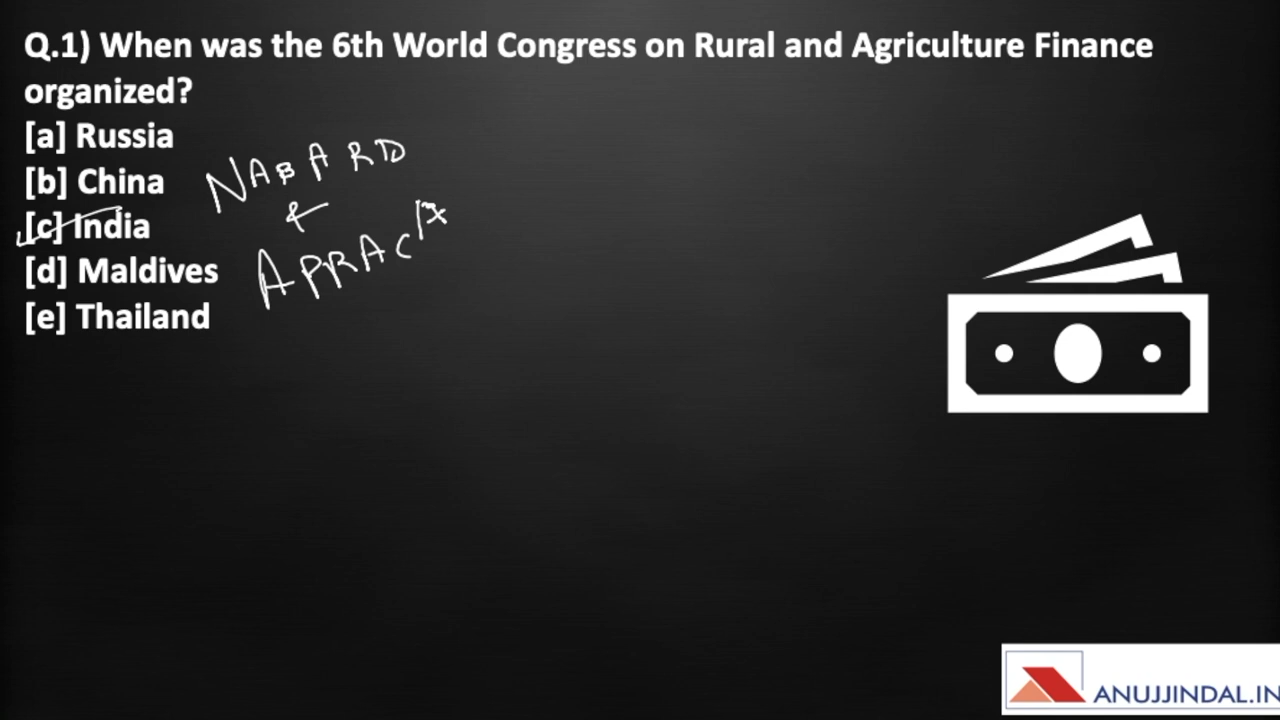 Q.1) When was the 6th World Congress on Rural and Agriculture Finance
organized?
[a] Russia
[b] China
[c] India
[d] Maldives
[e] Thailand
NABARD
&
APRACA
ANUJJINDAL.IN